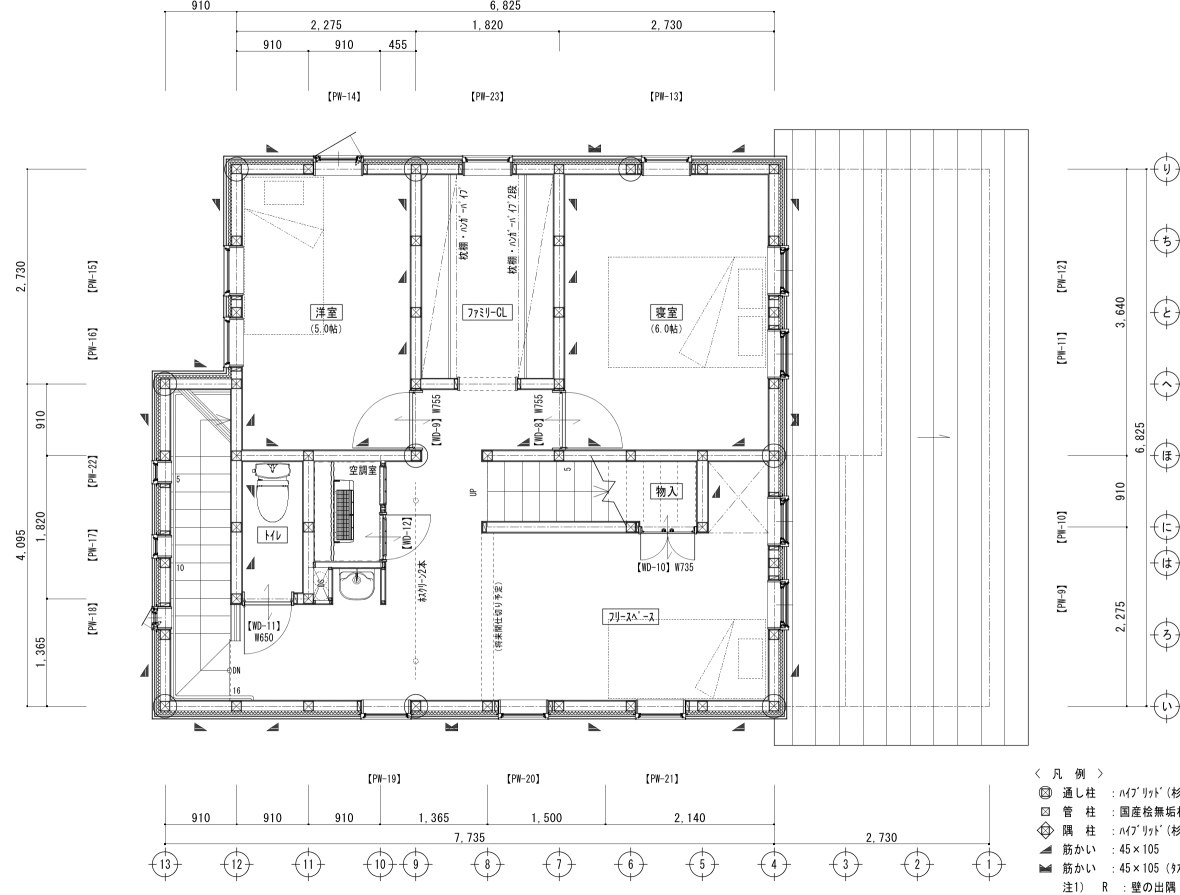 910
6,825
2,275
1,820
2,730
910
910
455
【PW-14】
【PW-23】
【PW-13】
り
ち
と
へ
ほ
に
は
ろ
い
2,730
4,095
910
1,820
1,365
【PW-15】
【PW-16】
【PW-22】
【PW-17】
【PW-18】
【PW-12】
【PW-11】
【PW-10】
【PW-9】
3,640
910
2,275
6,825
枕棚・ハンガーパイプ
枕棚・ハンガーパイプ2段
洋室
(5.0帖)
ファミリーCL
寝室
(6.0帖)
【WD-9】 W755
【WD-8】 W755
空調室
UP
5
物入
5
10
トイレ
【WD-12】
【WD-10】W735
DS
ホスクリーン2本
(将来間仕切り予定)
フリースペース
【WD-11】
W650
DN
16
【PW-19】
【PW-20】
【PW-21】
910
910
910
1,365
1,500
2,140
7,735
2,730
13
12
11
10
9
8
7
6
5
4
3
2
1
〈 凡 例 〉
通し柱 :ハイブリッド(杉
管 柱 :国産桧無垢
隅 柱 :ハイブリッド(杉
筋かい :45×105
筋かい :45×105 (タ
注1) R :壁の出隅